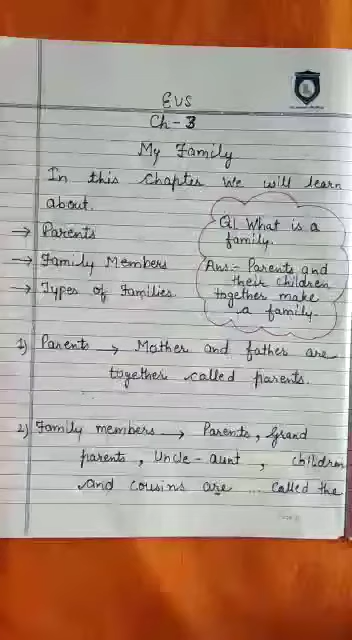 EVS
Ch-3
My Family
In this chapter we will learn
about.
→ Parents
→ Family Members
→ Types of Families
Q1. What is a
family.
Ans:- Parents and
their children
together make
a family.
1) Parents → Mother and father are
together called parents.
2) Family members → Parents, Grand
parents, Uncle-aunt, children
and cousins are ... called the